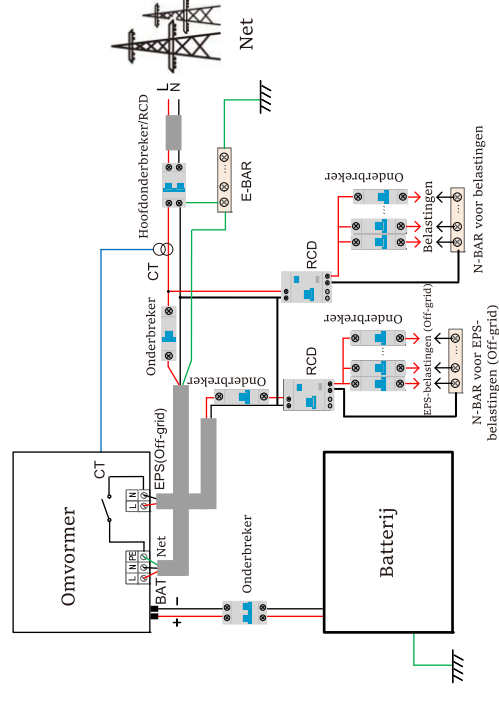 Net
L
N
Hoofdonderbreker/RCD
E-BAR
CT
Onderbreker
Onderbreker
RCD
Belastingen
N-BAR voor belastingen
Onderbreker
Onderbreker
RCD
EPS-belastingen (Off-grid)
N-BAR voor EPS-
belastingen (Off-grid)
Omvormer
CT
EPS(Off-grid)
L N
Net
L N PE
BAT
+ −
Onderbreker
Batterij